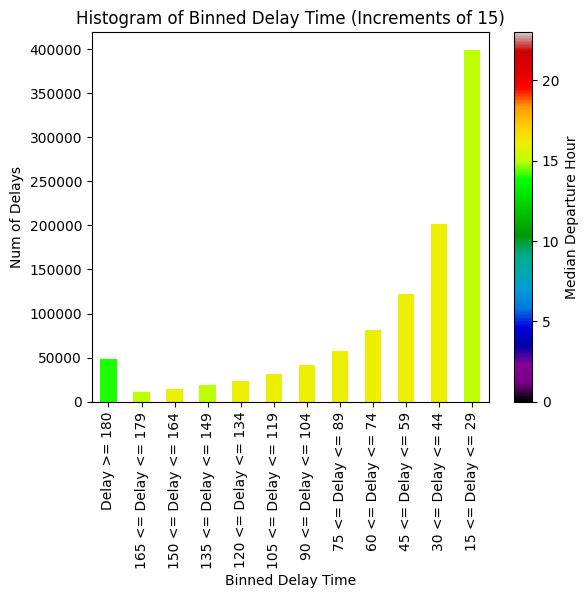 Histogram of Binned Delay Time (Increments of 15)
Num of Delays
400000
350000
300000
250000
200000
150000
100000
50000
0
Delay >= 180
165 <= Delay <= 179
150 <= Delay <= 164
135 <= Delay <= 149
120 <= Delay <= 134
105 <= Delay <= 119
90 <= Delay <= 104
75 <= Delay <= 89
60 <= Delay <= 74
45 <= Delay <= 59
30 <= Delay <= 44
15 <= Delay <= 29
Binned Delay Time
20
15
10
5
0
Median Departure Hour